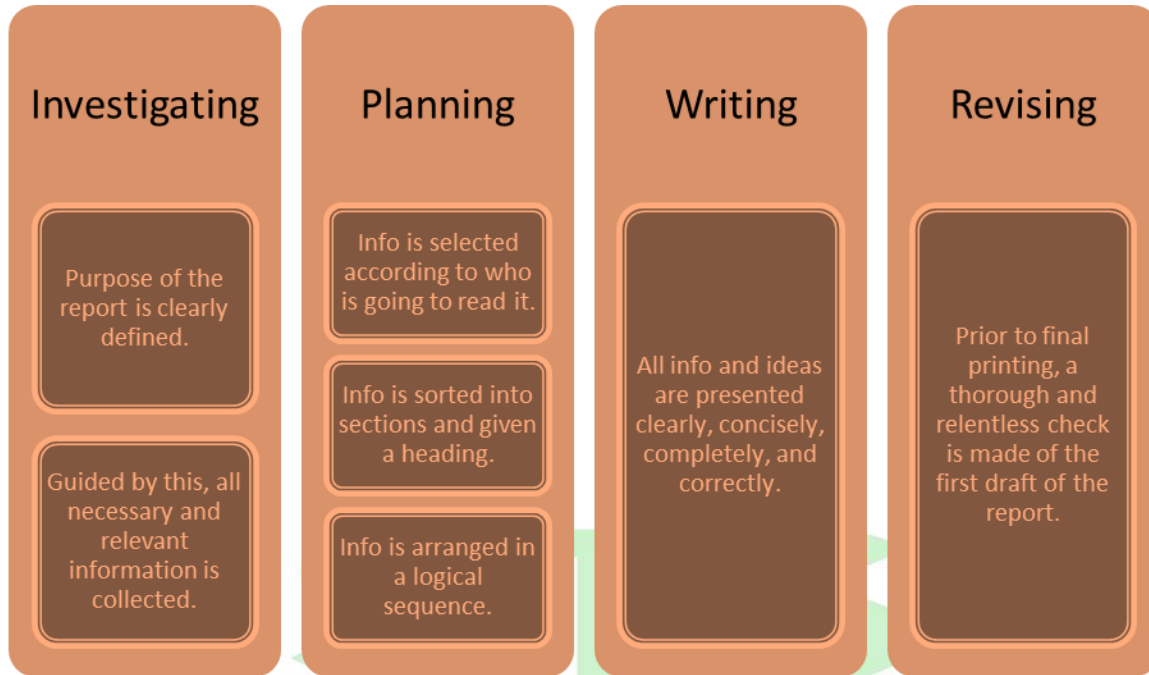 Investigating
Purpose of the
report is clearly
defined.
Guided by this, all
necessary and
relevant
information is
collected.
Planning
Info is selected
according to who
is going to read it.
Info is sorted into
sections and given
a heading.
Info is arranged in
a logical
sequence.
Writing
All info and ideas
are presented
clearly, concisely,
completely, and
correctly.
Revising
Prior to final
printing, a
thorough and
relentless check
is made of the
first draft of the
report.